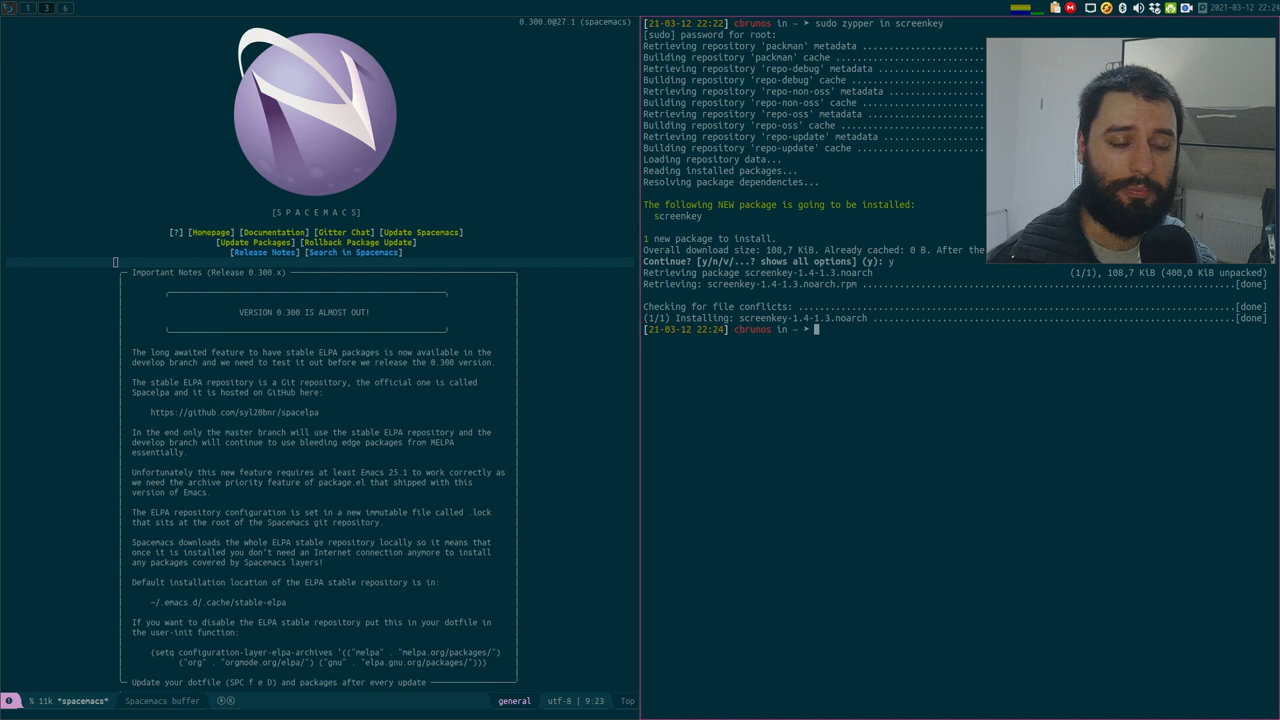 1 3 6
2021-03-12 22:24
0.300.0@27.1 (spacemacs)
[S P A C E M A C S]
[?] [Homepage] [Documentation] [Gitter Chat] [Update Spacemacs]
[Update Packages] [Rollback Package Update]
[Release Notes] [Search in Spacemacs]
Important Notes (Release 0.300.x)
VERSION 0.300 IS ALMOST OUT!
The long awaited feature to have stable ELPA packages is now available in the
develop branch and we need to test it out before we release the 0.300 version.
The stable ELPA repository is a Git repository, the official one is called
Spacelpa and it is hosted on GitHub here:
https://github.com/syl20bnr/spacelpa
In the end only the master branch will use the stable ELPA repository and the
develop branch will continue to use bleeding edge packages from MELPA
essentially.
Unfortunately this new feature requires at least Emacs 25.1 to work correctly as
we need the archive priority feature of package.el that shipped with this
version of Emacs.
The ELPA repository configuration is set in a new immutable file called .lock
that sits at the root of the Spacemacs git repository.
Spacemacs downloads the whole ELPA stable repository locally so it means that
once it is installed you don't need an Internet connection anymore to install
any packages covered by Spacemacs layers!
Default installation location of the ELPA stable repository is in:
~/.emacs.d/.cache/stable-elpa
If you want to disable the ELPA stable repository put this in your dotfile in
the user-init function:
(setq configuration-layer-elpa-archives '(("melpa" . "melpa.org/packages/")
("org" . "orgmode.org/elpa/") ("gnu" . "elpa.gnu.org/packages/")))
Update your dotfile (SPC f e D) and packages after every update
% 11k *spacemacs* Spacemacs buffer general utf-8 | 9:23 Top
[21-03-12 22:22] cbrunos in ~ ➤ sudo zypper in screenkey
[sudo] password for root:
Retrieving repository 'packman' metadata ................................
Building repository 'packman' cache .....................................
Retrieving repository 'repo-debug' metadata .............................
Building repository 'repo-debug' cache ..................................
Retrieving repository 'repo-non-oss' metadata ...........................
Building repository 'repo-non-oss' cache ................................
Retrieving repository 'repo-oss' metadata ...............................
Building repository 'repo-oss' cache ....................................
Retrieving repository 'repo-update' metadata ............................
Building repository 'repo-update' cache .................................
Loading repository data...
Reading installed packages...
Resolving package dependencies...
The following NEW package is going to be installed:
screenkey
1 new package to install.
Overall download size: 108,7 KiB. Already cached: 0 B. After the
Continue? [y/n/v/...? shows all options] (y): y
Retrieving package screenkey-1.4-1.3.noarch (1/1), 108,7 KiB (400,0 KiB unpacked)
Retrieving: screenkey-1.4-1.3.noarch.rpm ................................[done]
Checking for file conflicts: ............................................[done]
(1/1) Installing: screenkey-1.4-1.3.noarch ..............................[done]
[21-03-12 22:24] cbrunos in ~ ➤